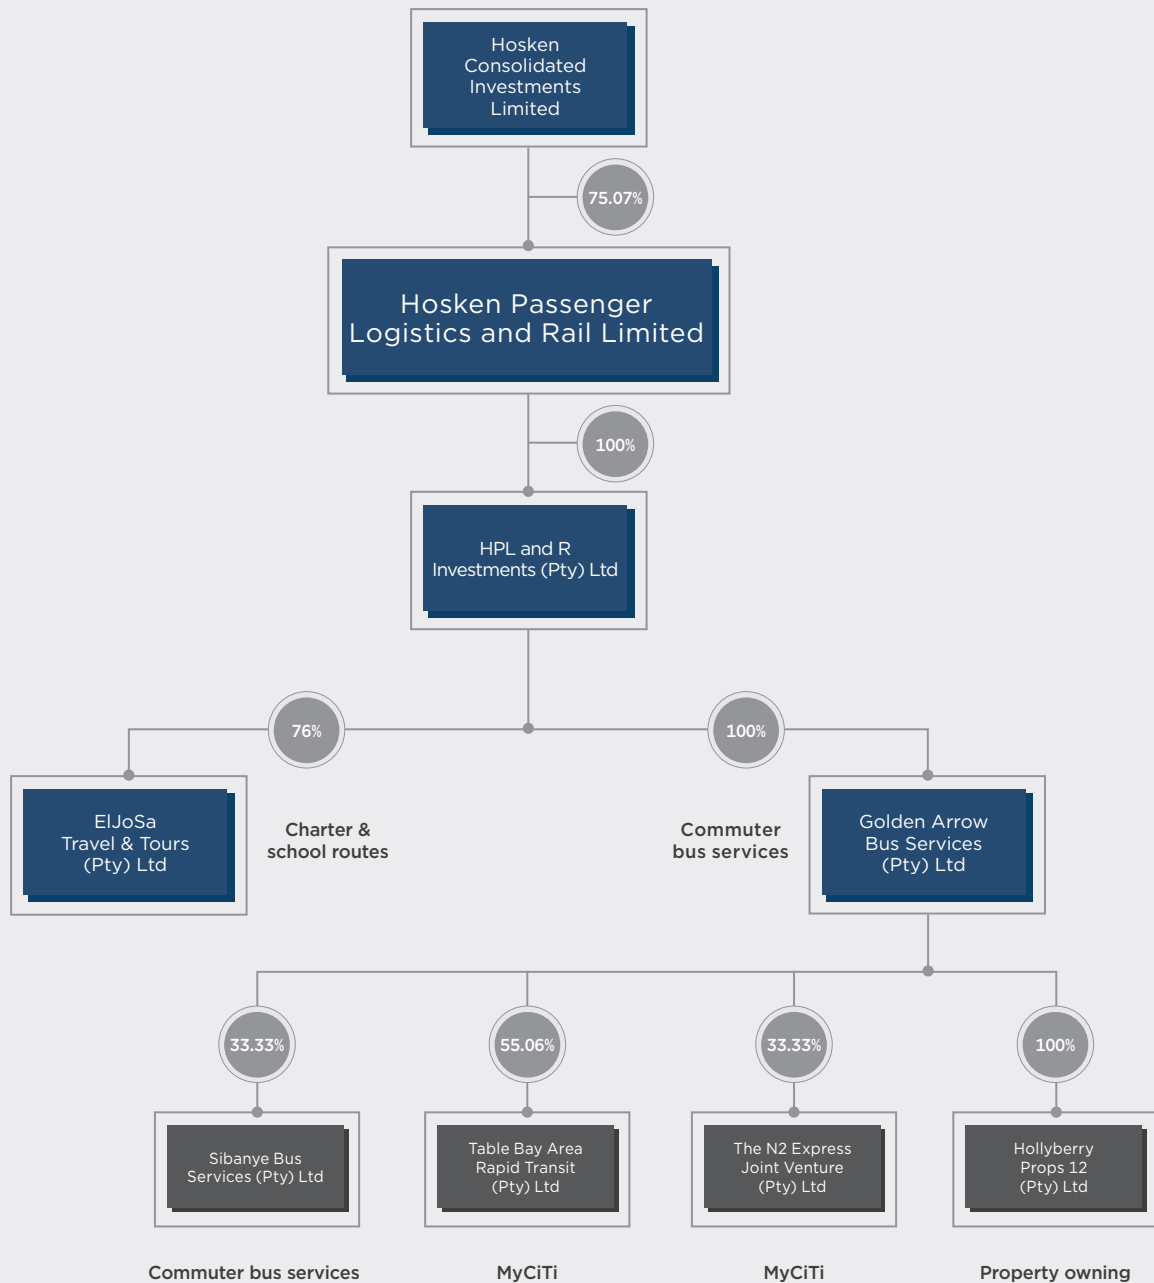 Hosken
Consolidated
Investments
Limited
75.07%
Hosken Passenger
Logistics and Rail Limited
100%
HPL and R
Investments (Pty) Ltd
76%
100%
ElJoSa
Travel & Tours
(Pty) Ltd
Charter &
school routes
Commuter
bus services
Golden Arrow
Bus Services
(Pty) Ltd
33.33%
55.06%
33.33%
100%
Sibanye Bus
Services (Pty) Ltd
Table Bay Area
Rapid Transit
(Pty) Ltd
The N2 Express
Joint Venture
(Pty) Ltd
Hollyberry
Props 12
(Pty) Ltd
Commuter bus services
MyCiTi
MyCiTi
Property owning